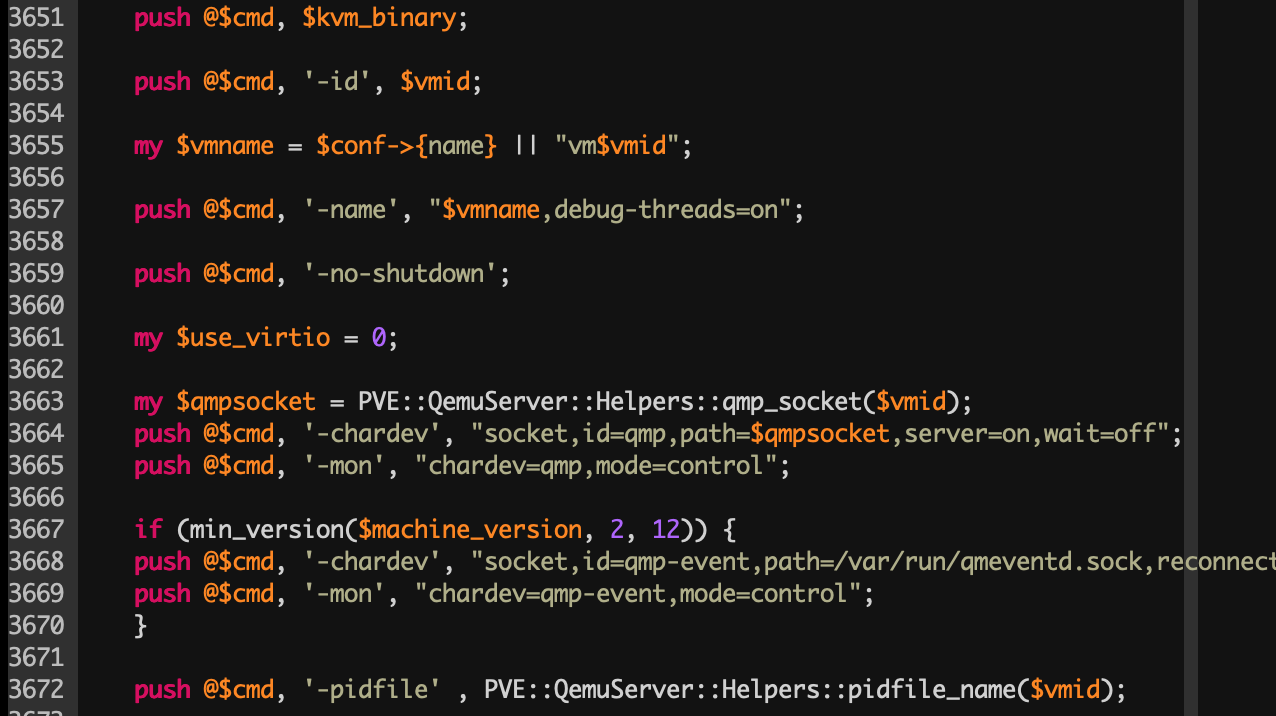 3651 push @$cmd, $kvm_binary;
3652
3653 push @$cmd, '-id', $vmid;
3654
3655 my $vmname = $conf->{name} || "vm$vmid";
3656
3657 push @$cmd, '-name', "$vmname,debug-threads=on";
3658
3659 push @$cmd, '-no-shutdown';
3660
3661 my $use_virtio = 0;
3662
3663 my $qmpsocket = PVE::QemuServer::Helpers::qmp_socket($vmid);
3664 push @$cmd, '-chardev', "socket,id=qmp,path=$qmpsocket,server=on,wait=off";
3665 push @$cmd, '-mon', "chardev=qmp,mode=control";
3666
3667 if (min_version($machine_version, 2, 12)) {
3668 push @$cmd, '-chardev', "socket,id=qmp-event,path=/var/run/qmeventd.sock,reconnect
3669 push @$cmd, '-mon', "chardev=qmp-event,mode=control";
3670 }
3671
3672 push @$cmd, '-pidfile' , PVE::QemuServer::Helpers::pidfile_name($vmid);